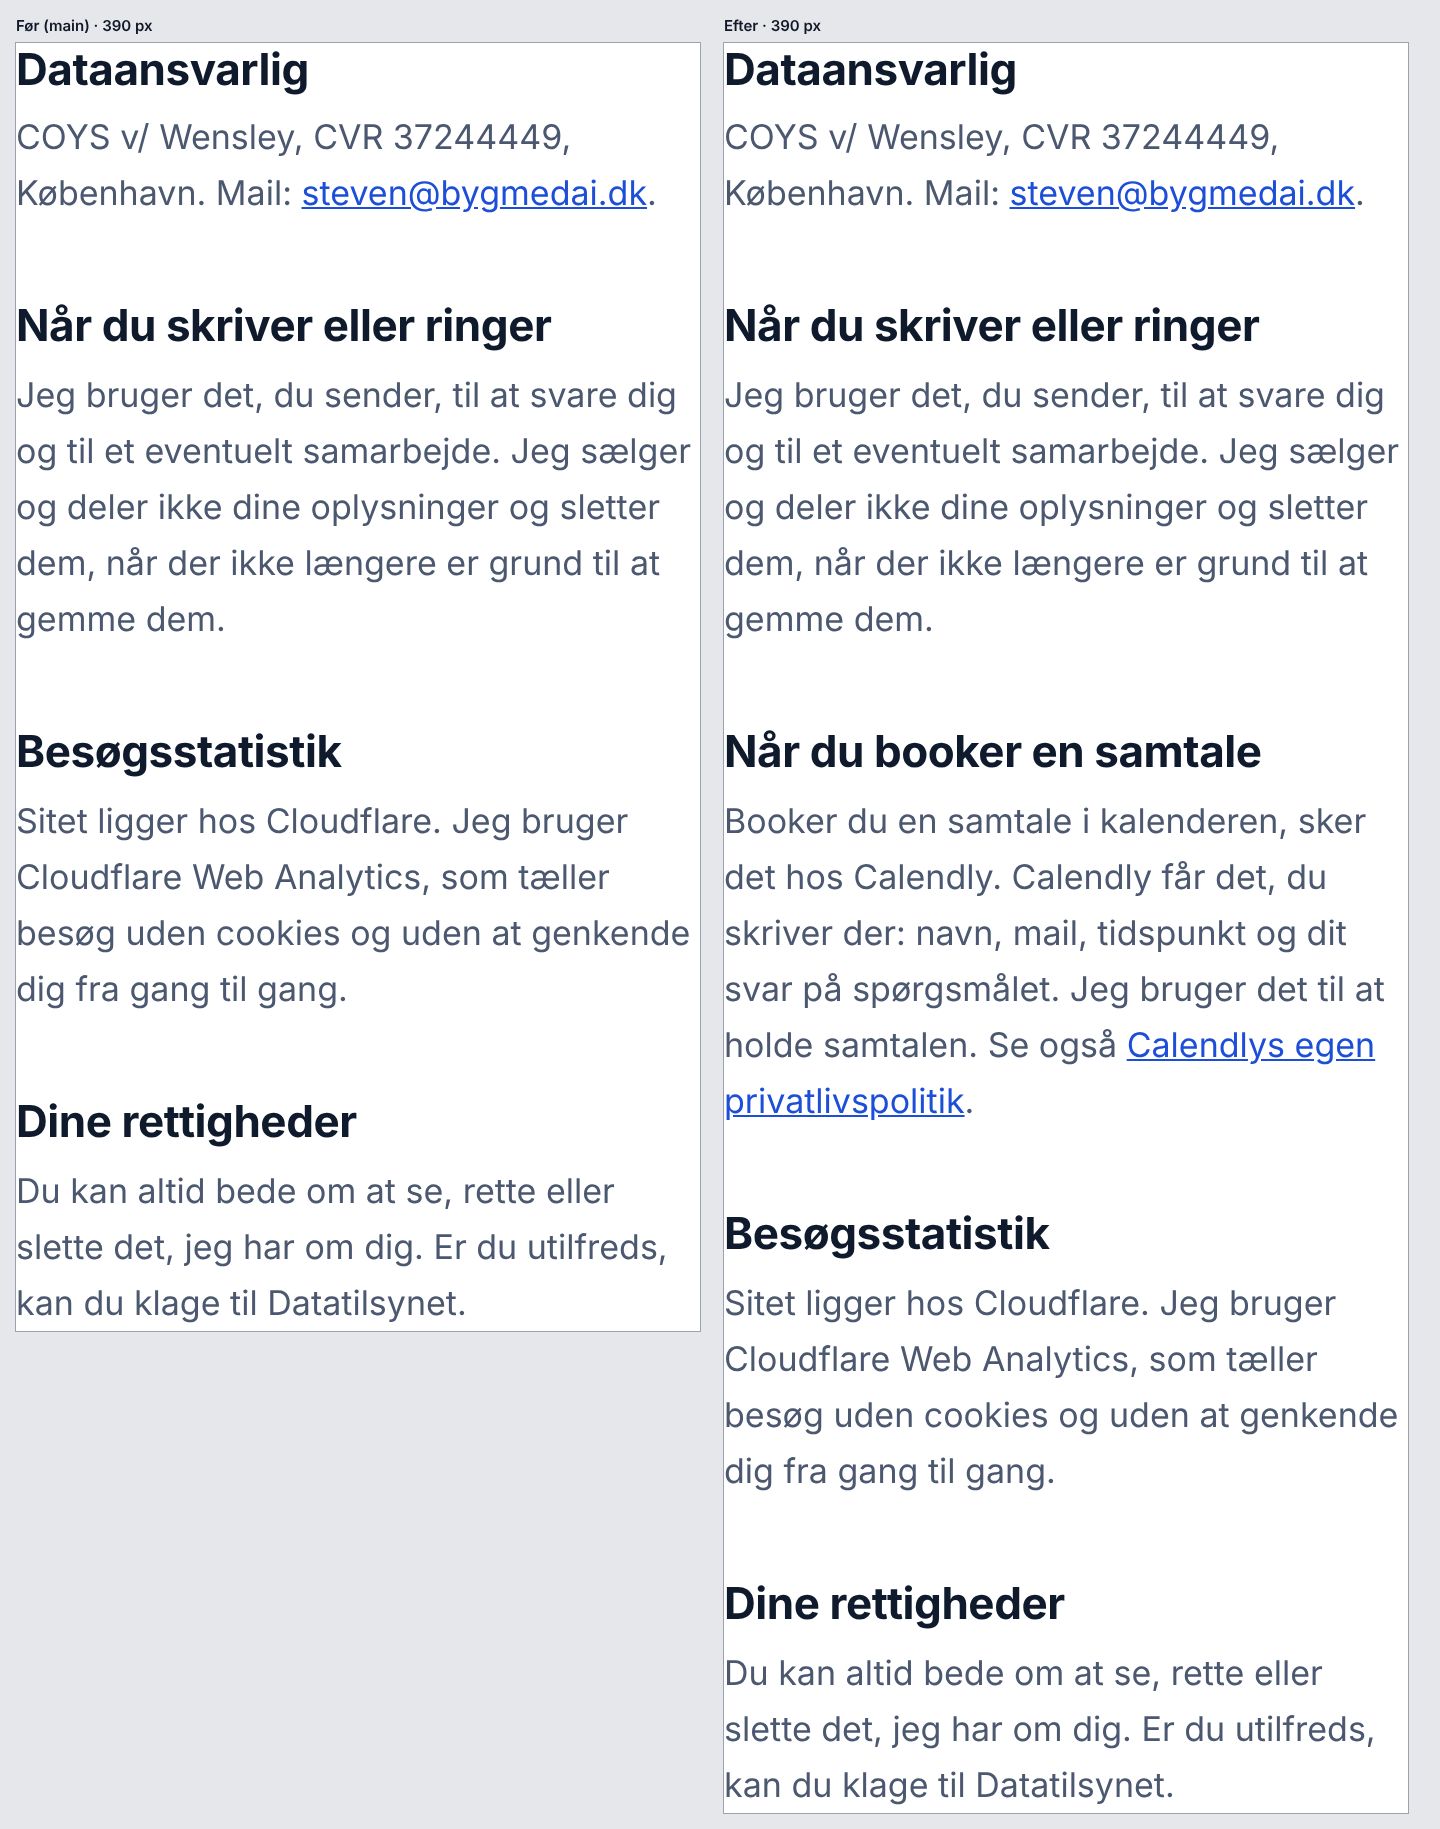 Før (main) · 390 px
Dataansvarlig
COYS v/ Wensley, CVR 37244449,
København. Mail: steven@bygmedai.dk.
Når du skriver eller ringer
Jeg bruger det, du sender, til at svare dig
og til et eventuelt samarbejde. Jeg sælger
og deler ikke dine oplysninger og sletter
dem, når der ikke længere er grund til at
gemme dem.
Besøgsstatistik
Sitet ligger hos Cloudflare. Jeg bruger
Cloudflare Web Analytics, som tæller
besøg uden cookies og uden at genkende
dig fra gang til gang.
Dine rettigheder
Du kan altid bede om at se, rette eller
slette det, jeg har om dig. Er du utilfreds,
kan du klage til Datatilsynet.
Efter · 390 px
Dataansvarlig
COYS v/ Wensley, CVR 37244449,
København. Mail: steven@bygmedai.dk.
Når du skriver eller ringer
Jeg bruger det, du sender, til at svare dig
og til et eventuelt samarbejde. Jeg sælger
og deler ikke dine oplysninger og sletter
dem, når der ikke længere er grund til at
gemme dem.
Når du booker en samtale
Booker du en samtale i kalenderen, sker
det hos Calendly. Calendly får det, du
skriver der: navn, mail, tidspunkt og dit
svar på spørgsmålet. Jeg bruger det til at
holde samtalen. Se også Calendlys egen
privatlivspolitik.
Besøgsstatistik
Sitet ligger hos Cloudflare. Jeg bruger
Cloudflare Web Analytics, som tæller
besøg uden cookies og uden at genkende
dig fra gang til gang.
Dine rettigheder
Du kan altid bede om at se, rette eller
slette det, jeg har om dig. Er du utilfreds,
kan du klage til Datatilsynet.